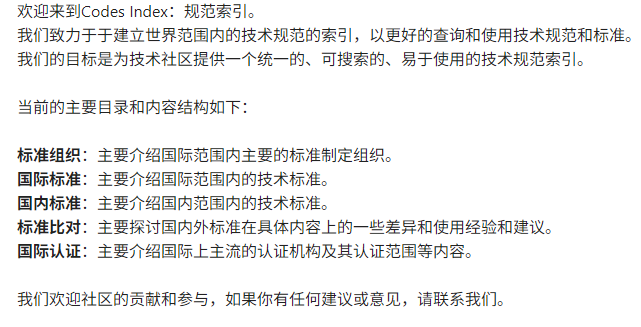 欢迎来到Codes Index：规范索引。
我们致力于于建立世界范围内的技术规范的索引，以更好的查询和使用技术规范和标准。
我们的目标是为技术社区提供一个统一的、可搜索的、易于使用的技术规范索引。
当前的主要目录和内容结构如下：
标准组织：主要介绍国际范围内主要的标准制定组织。
国际标准：主要介绍国际范围内的技术标准。
国内标准：主要介绍国内范围内的技术标准。
标准比对：主要探讨国内外标准在具体内容上的一些差异和使用经验和建议。
国际认证：主要介绍国际上主流的认证机构及其认证范围等内容。
我们欢迎社区的贡献和参与，如果你有任何建议或意见，请联系我们。